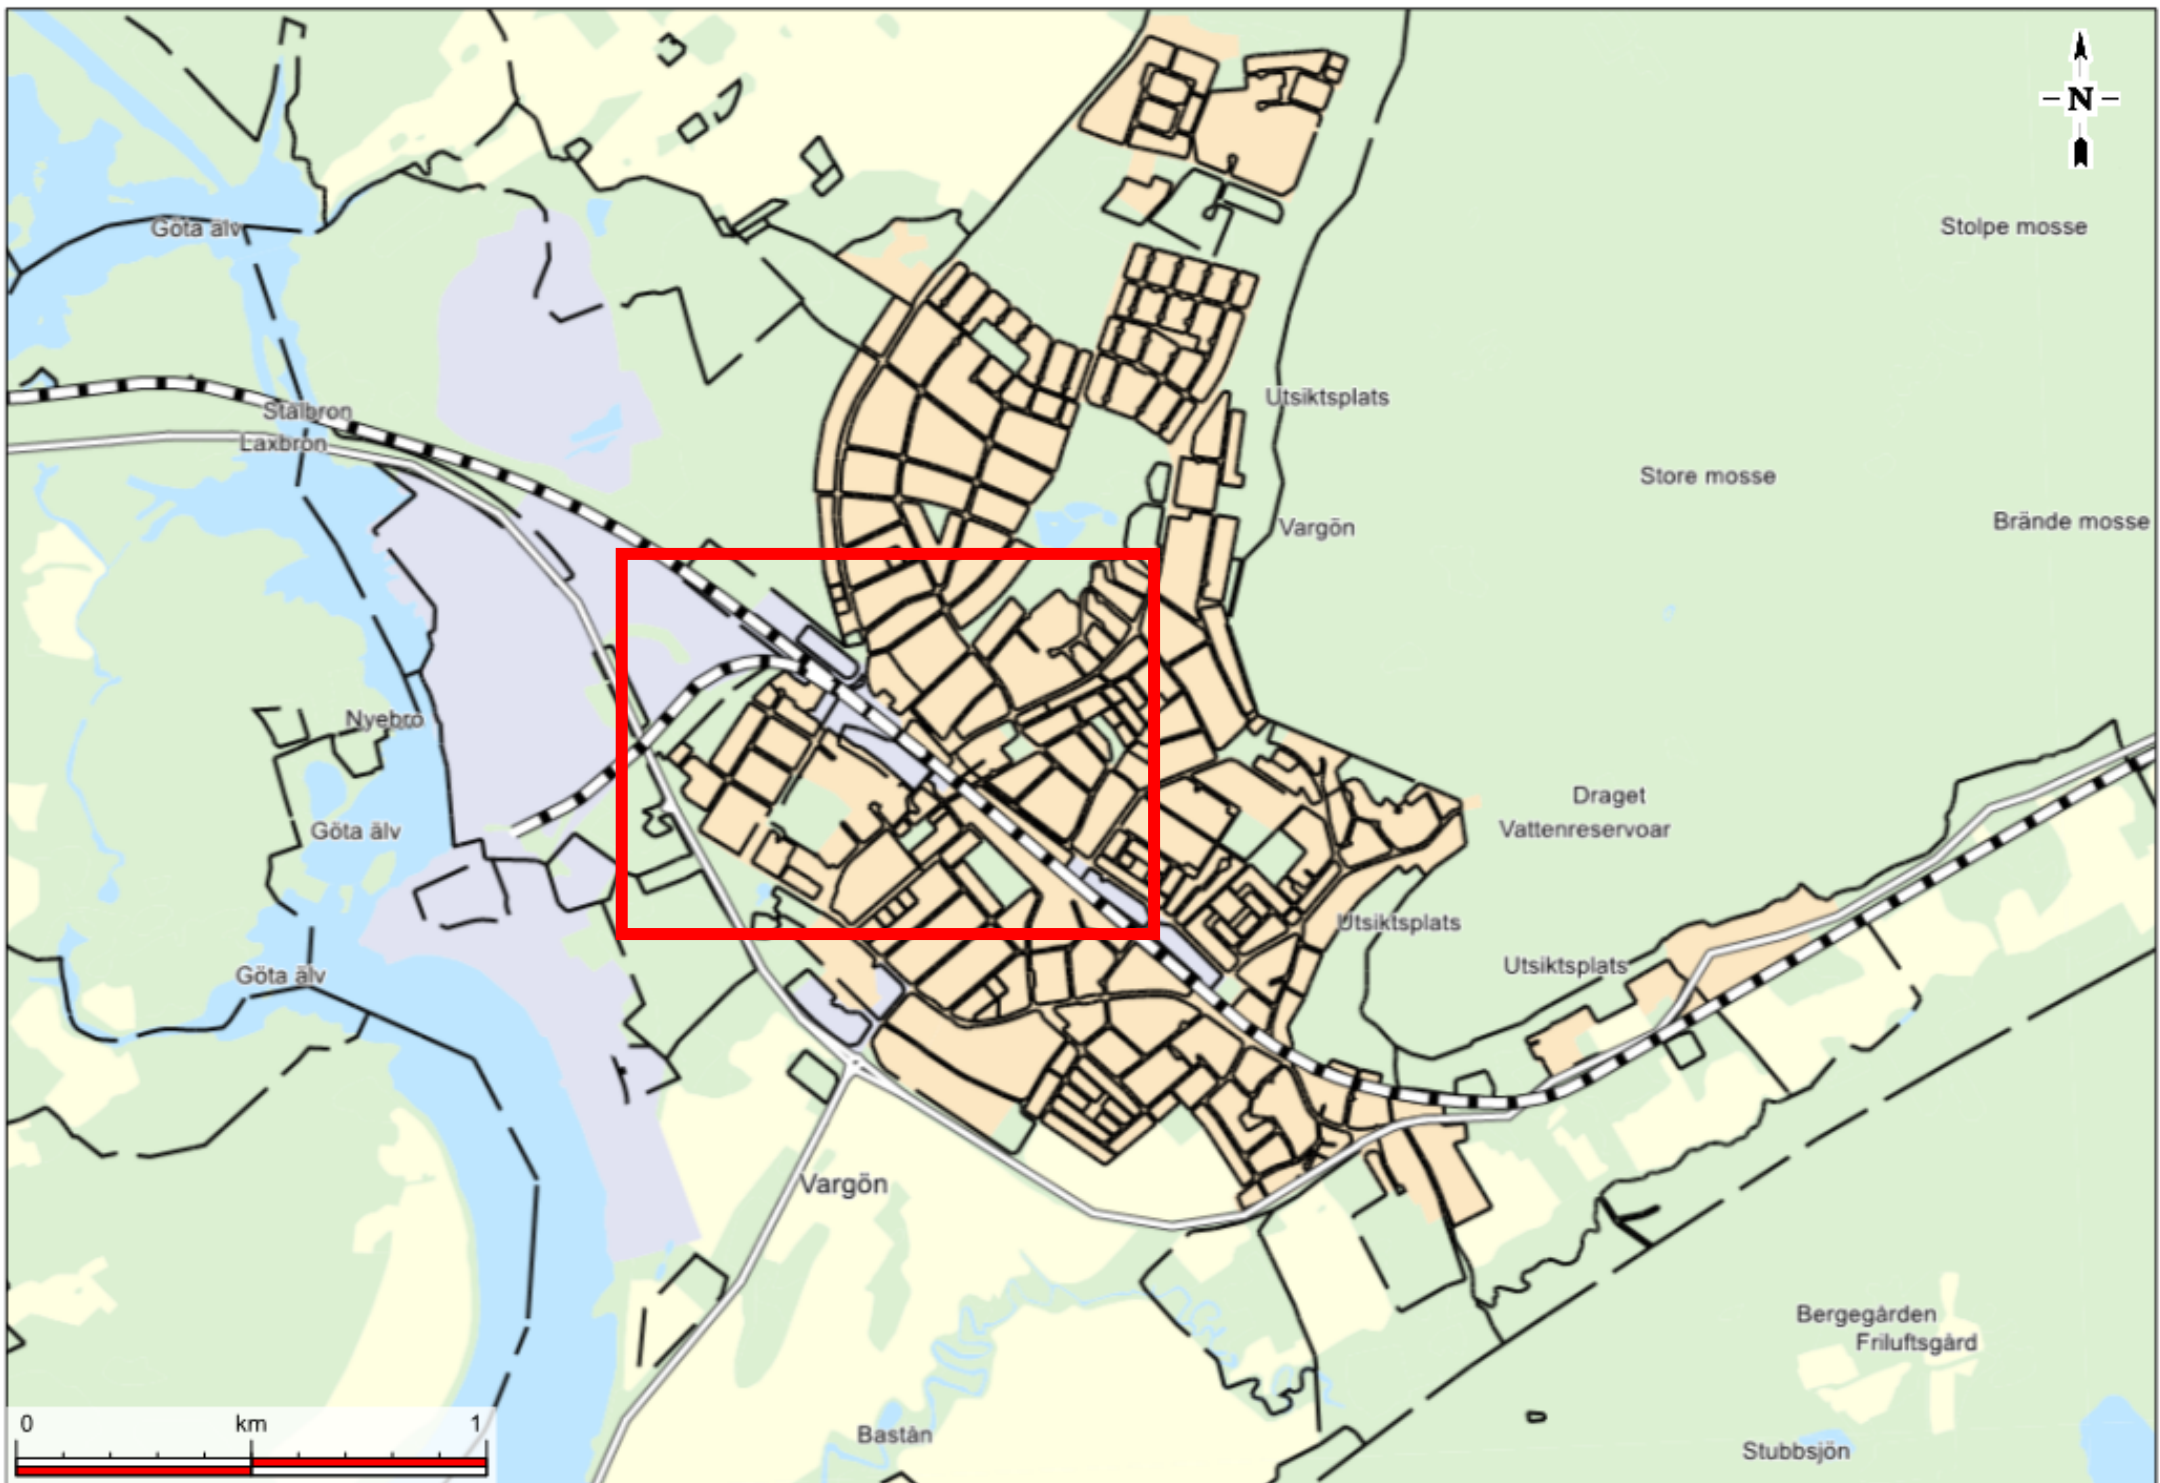 N
Göta älv
Stolpe mosse
Utsiktsplats
Stålbron
Laxbron
Store mosse
Brände mosse
Vargön
Nyebro
Draget
Göta älv
Vattenreservoar
Utsiktsplats
Utsiktsplats
Göta älv
Vargön
Bergegården
Friluftsgård
0 km 1
Bastån
Stubbsjön